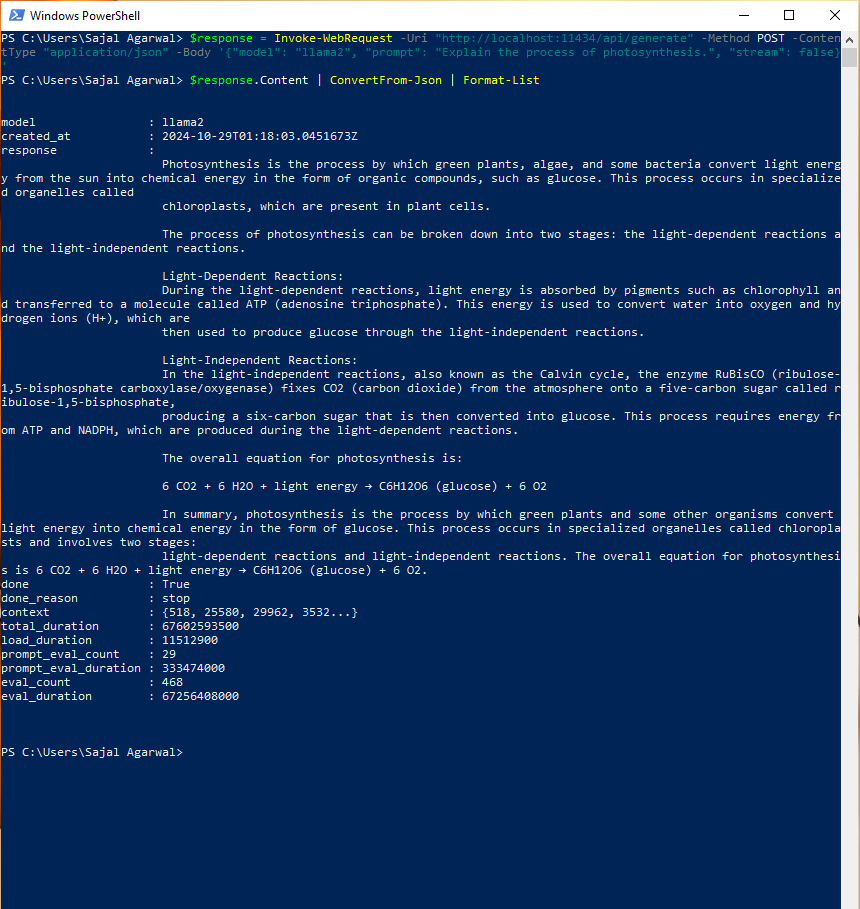 Windows PowerShell
PS C:\Users\Sajal Agarwal> $response = Invoke-WebRequest -Uri "http://localhost:11434/api/generate" -Method POST -Conten
tType "application/json" -Body '{"model": "llama2", "prompt": "Explain the process of photosynthesis.", "stream": false}
'
PS C:\Users\Sajal Agarwal> $response.Content | ConvertFrom-Json | Format-List
model                : llama2
created_at           : 2024-10-29T01:18:03.0451673Z
response             :
                       Photosynthesis is the process by which green plants, algae, and some bacteria convert light energ
y from the sun into chemical energy in the form of organic compounds, such as glucose. This process occurs in specialize
d organelles called
                       chloroplasts, which are present in plant cells.
                       The process of photosynthesis can be broken down into two stages: the light-dependent reactions a
nd the light-independent reactions.
                       Light-Dependent Reactions:
                       During the light-dependent reactions, light energy is absorbed by pigments such as chlorophyll an
d transferred to a molecule called ATP (adenosine triphosphate). This energy is used to convert water into oxygen and hy
drogen ions (H+), which are
                       then used to produce glucose through the light-independent reactions.
                       Light-Independent Reactions:
                       In the light-independent reactions, also known as the Calvin cycle, the enzyme RuBisCO (ribulose-
1,5-bisphosphate carboxylase/oxygenase) fixes CO2 (carbon dioxide) from the atmosphere onto a five-carbon sugar called r
ibulose-1,5-bisphosphate,
                       producing a six-carbon sugar that is then converted into glucose. This process requires energy fr
om ATP and NADPH, which are produced during the light-dependent reactions.
                       The overall equation for photosynthesis is:
                       6 CO2 + 6 H2O + light energy → C6H12O6 (glucose) + 6 O2
                       In summary, photosynthesis is the process by which green plants and some other organisms convert
light energy into chemical energy in the form of glucose. This process occurs in specialized organelles called chloropla
sts and involves two stages:
                       light-dependent reactions and light-independent reactions. The overall equation for photosynthesi
s is 6 CO2 + 6 H2O + light energy → C6H12O6 (glucose) + 6 O2.
done                 : True
done_reason          : stop
context              : {518, 25580, 29962, 3532...}
total_duration       : 67602593500
load_duration        : 11512900
prompt_eval_count    : 29
prompt_eval_duration : 333474000
eval_count           : 468
eval_duration        : 67256408000
PS C:\Users\Sajal Agarwal>